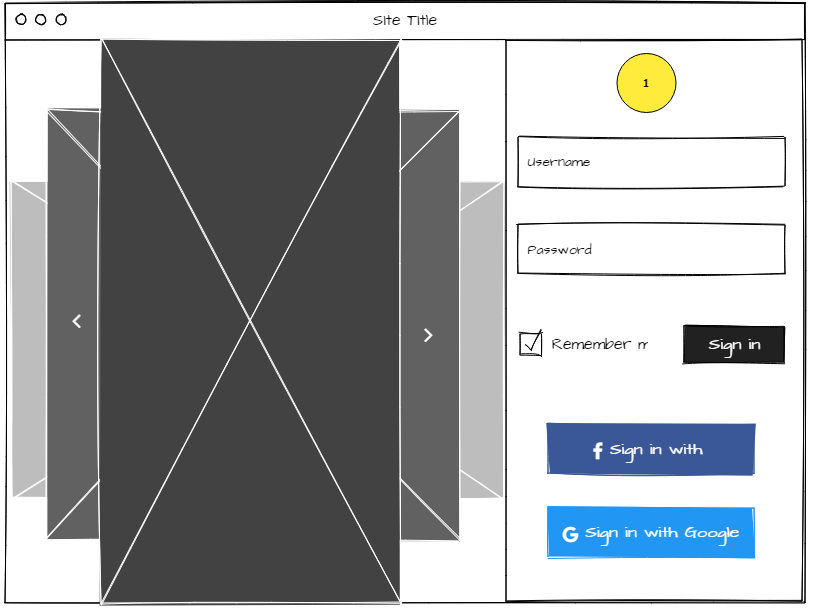 Site Title
1
Username
Password
Remember m
Sign in
Sign in with
Sign in with Google